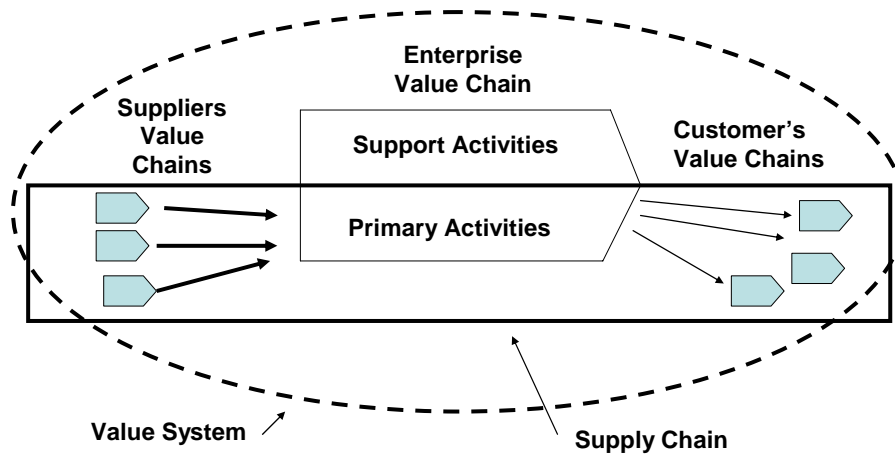 Enterprise
Value Chain
Suppliers
Value
Chains
Support Activities
Customer's
Value Chains
Primary Activities
Value System
Supply Chain